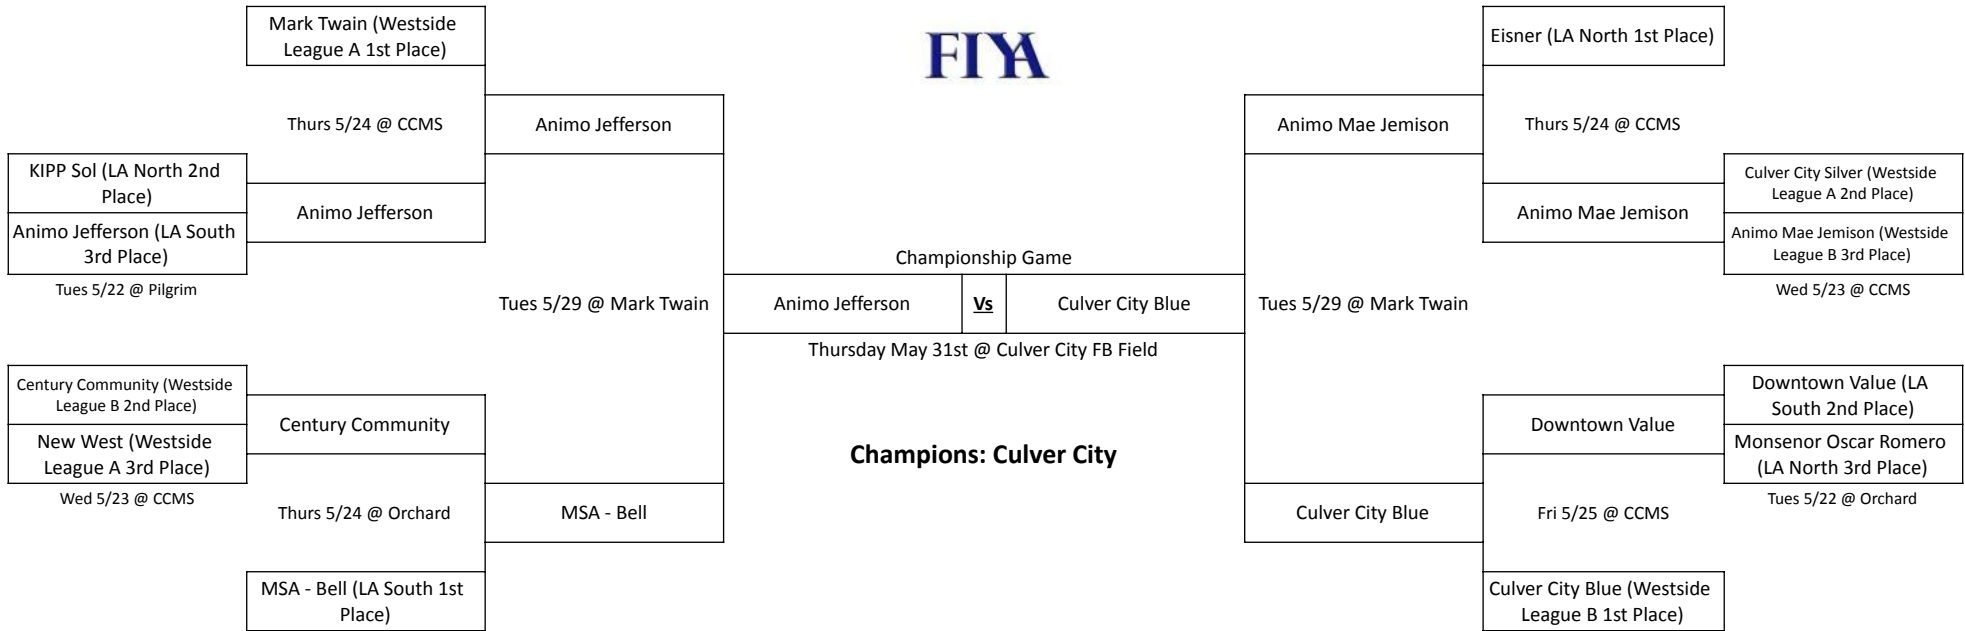 Mark Twain (Westside
League A 1st Place)
FIYA
Eisner (LA North 1st Place)
Thurs 5/24 @ CCMS
Animo Jefferson
Animo Mae Jemison
Thurs 5/24 @ CCMS
KIPP Sol (LA North 2nd
Place)
Animo Jefferson
Animo Jefferson (LA South
3rd Place)
Tues 5/22 @ Pilgrim
Culver City Silver (Westside
League A 2nd Place)
Animo Mae Jemison
Animo Mae Jemison (Westside
League B 3rd Place)
Wed 5/23 @ CCMS
Championship Game
Tues 5/29 @ Mark Twain
Animo Jefferson
Vs
Culver City Blue
Tues 5/29 @ Mark Twain
Thursday May 31st @ Culver City FB Field
Century Community (Westside
League B 2nd Place)
Century Community
New West (Westside
League A 3rd Place)
Wed 5/23 @ CCMS
Downtown Value (LA
South 2nd Place)
Downtown Value
Monsenor Oscar Romero
(LA North 3rd Place)
Tues 5/22 @ Orchard
Champions: Culver City
Thurs 5/24 @ Orchard
MSA - Bell
Culver City Blue
Fri 5/25 @ CCMS
MSA - Bell (LA South 1st
Place)
Culver City Blue (Westside
League B 1st Place)